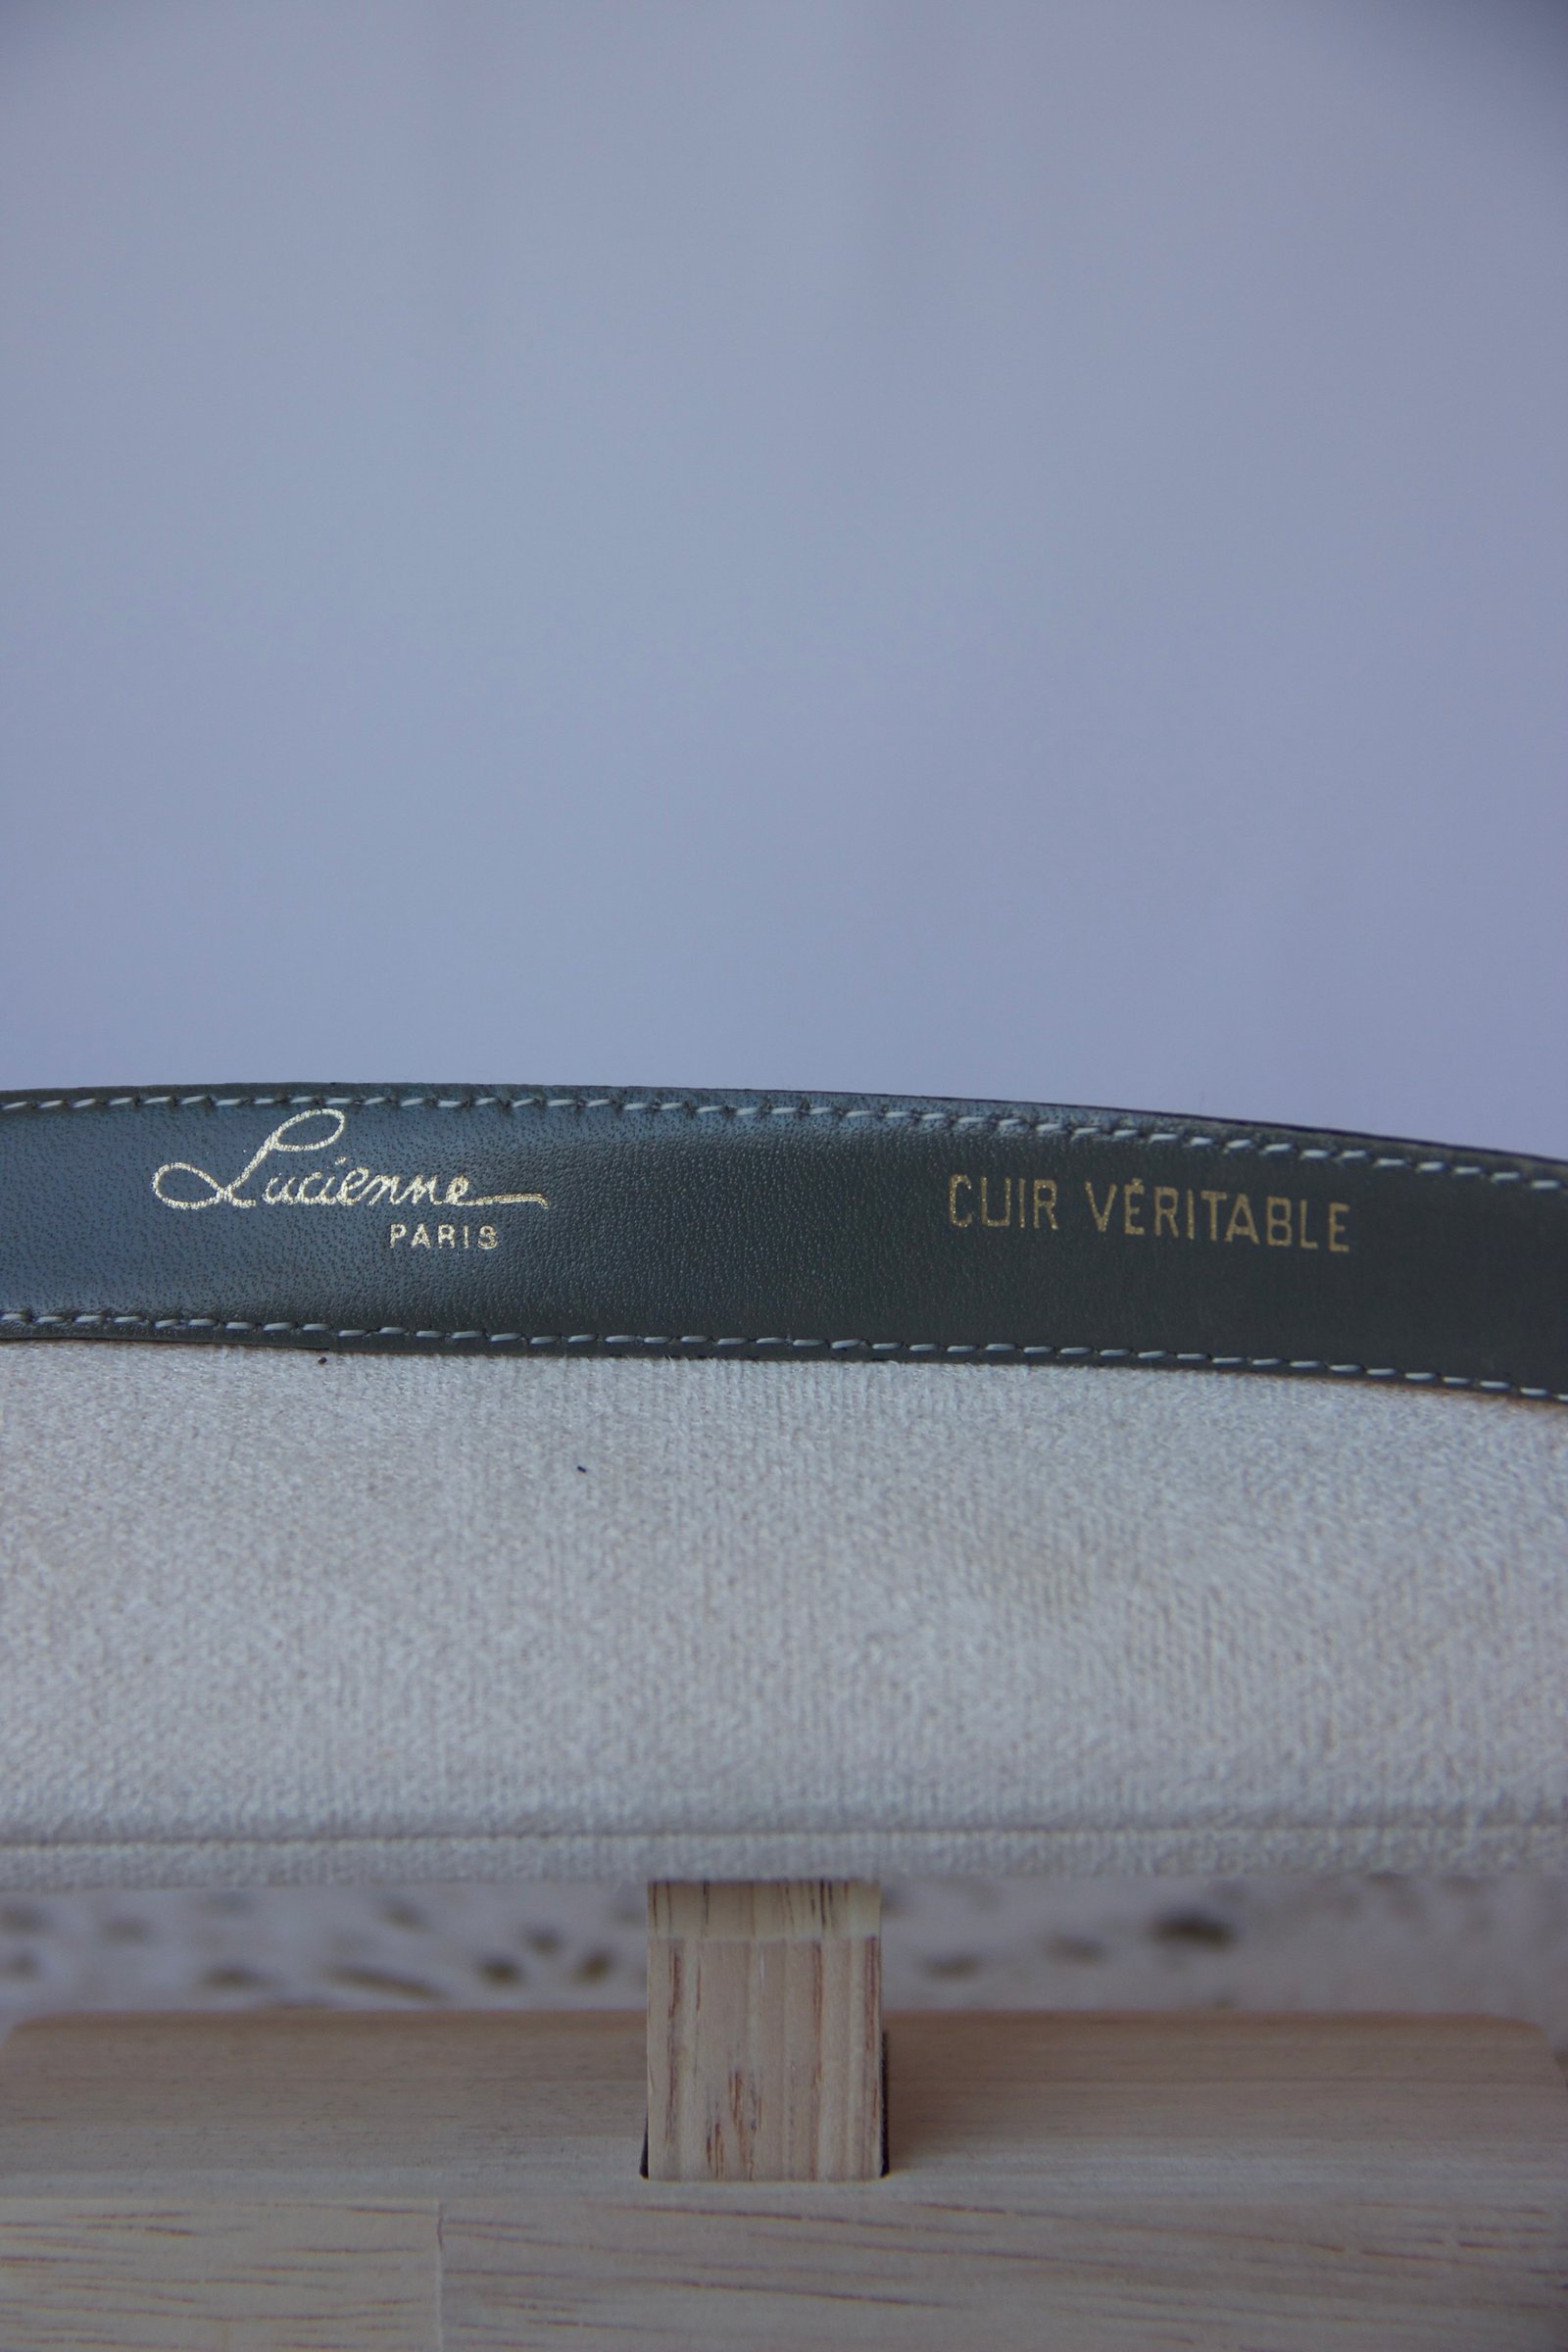 Lucienne
PARIS
CUIR VÉRITABLE